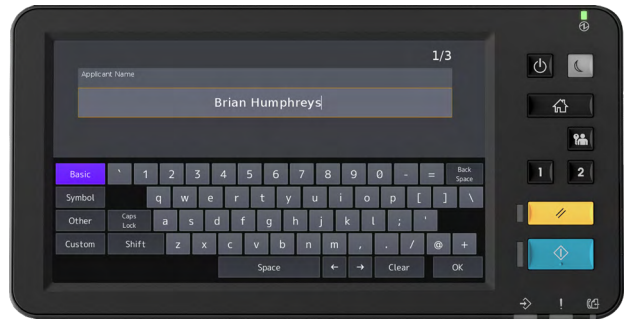 1/3
Applicant Name
Brian Humphreys
Basic ` 1 2 3 4 5 6 7 8 9 0 - = Back Space
Symbol q w e r t y u i o p [ ] \
Other Caps Lock a s d f g h j k l ; '
Custom Shift z x c v b n m , . / @ +
Space ← → Clear OK
1 2
!